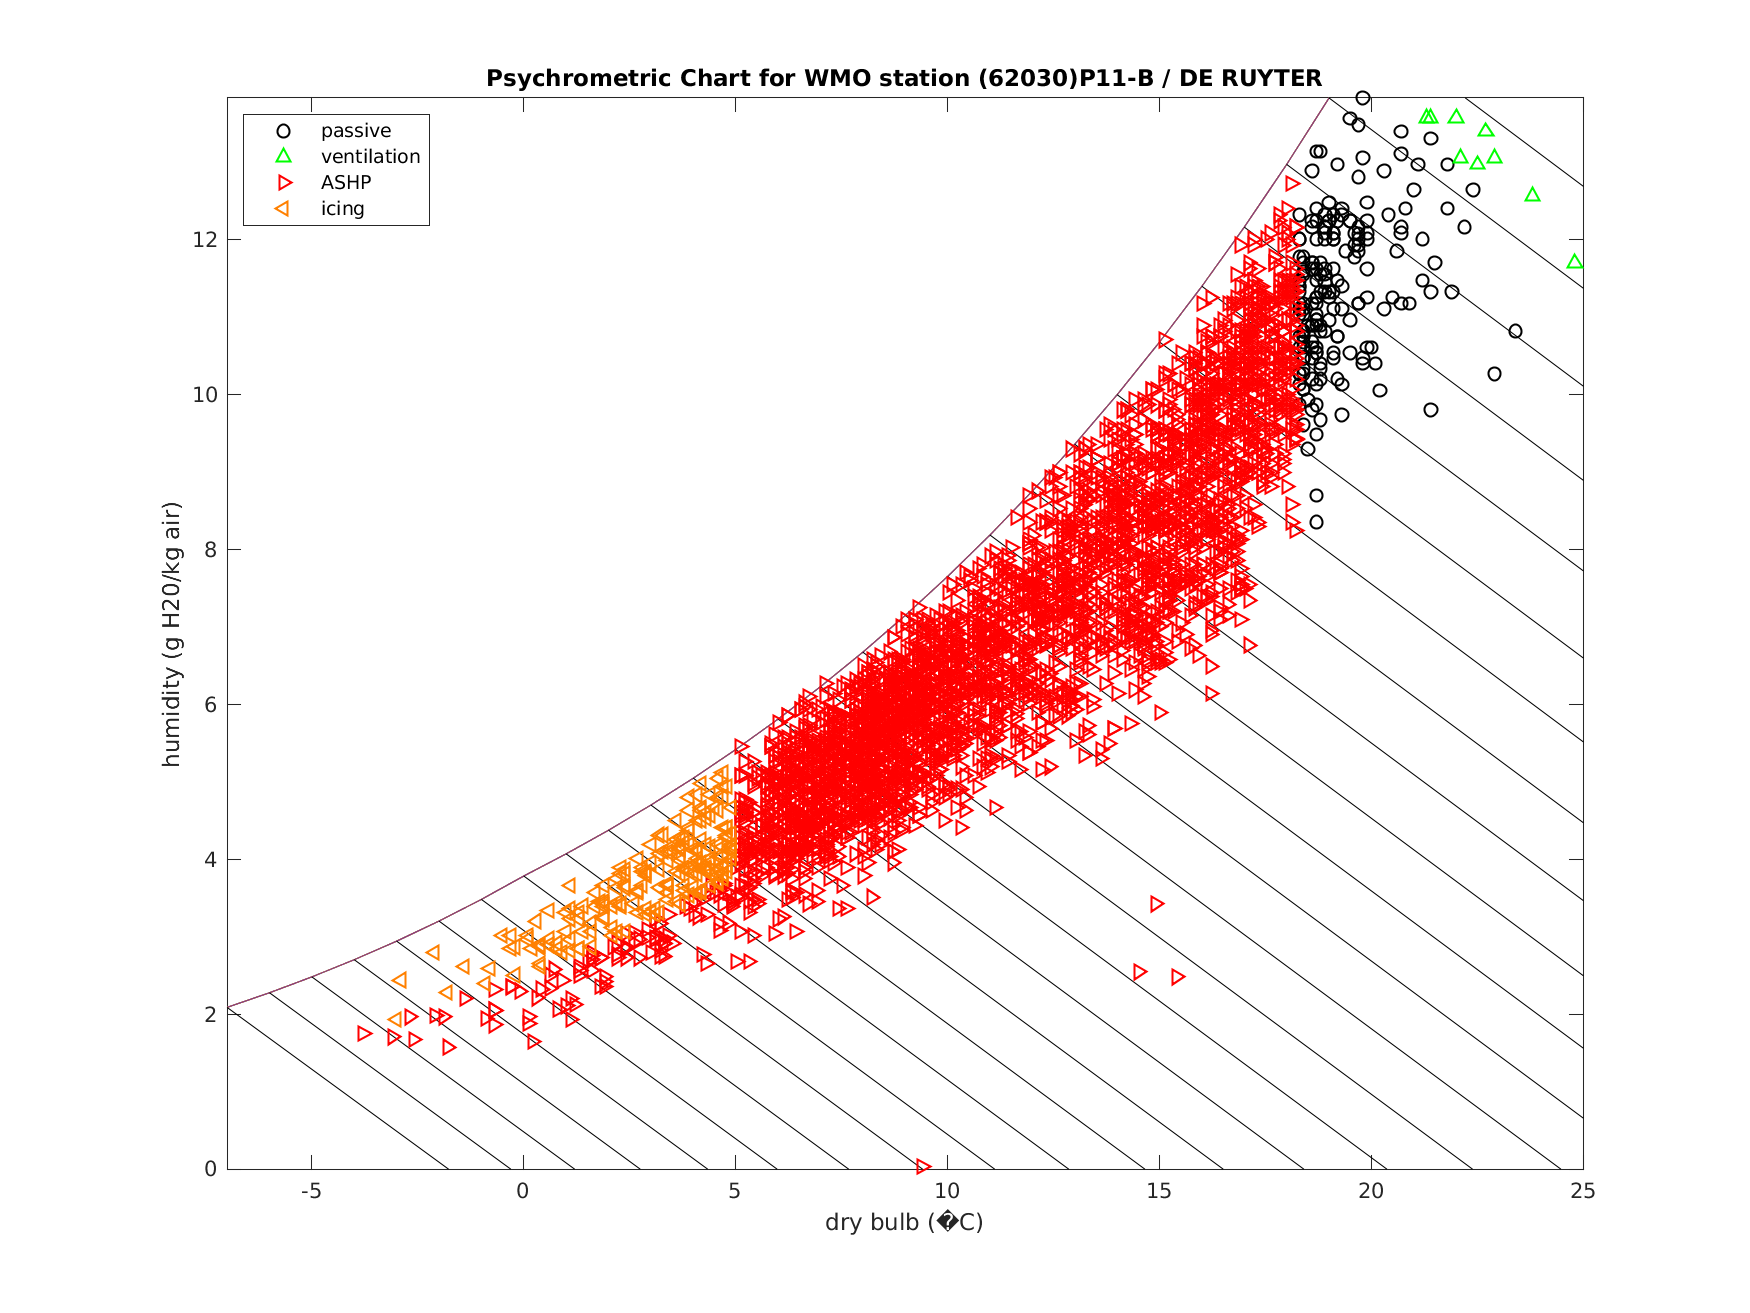 Psychrometric Chart for WMO station (62030)P11-B / DE RUYTER
passive
ventilation
ASHP
icing
humidity (g H20/kg air)
12
10
8
6
4
2
0
-5 0 5 10 15 20 25
dry bulb (�C)